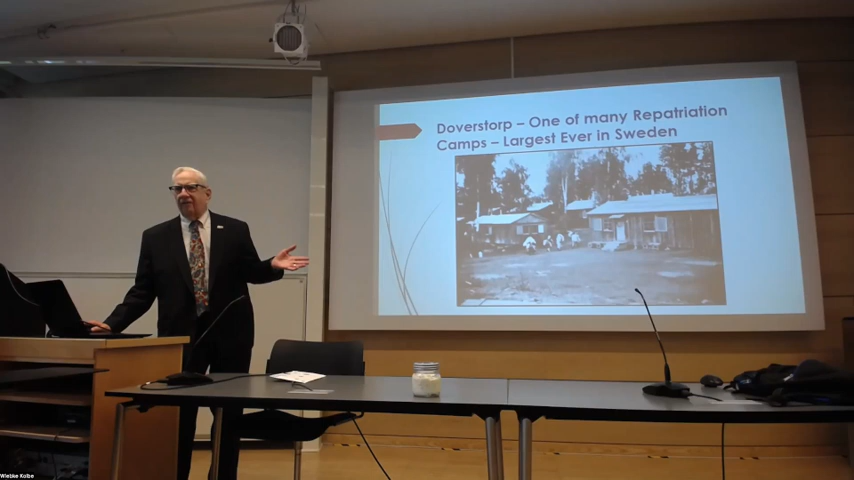 Doverstorp – One of many Repatriation
Camps – Largest Ever in Sweden
Wiebke Kolbe